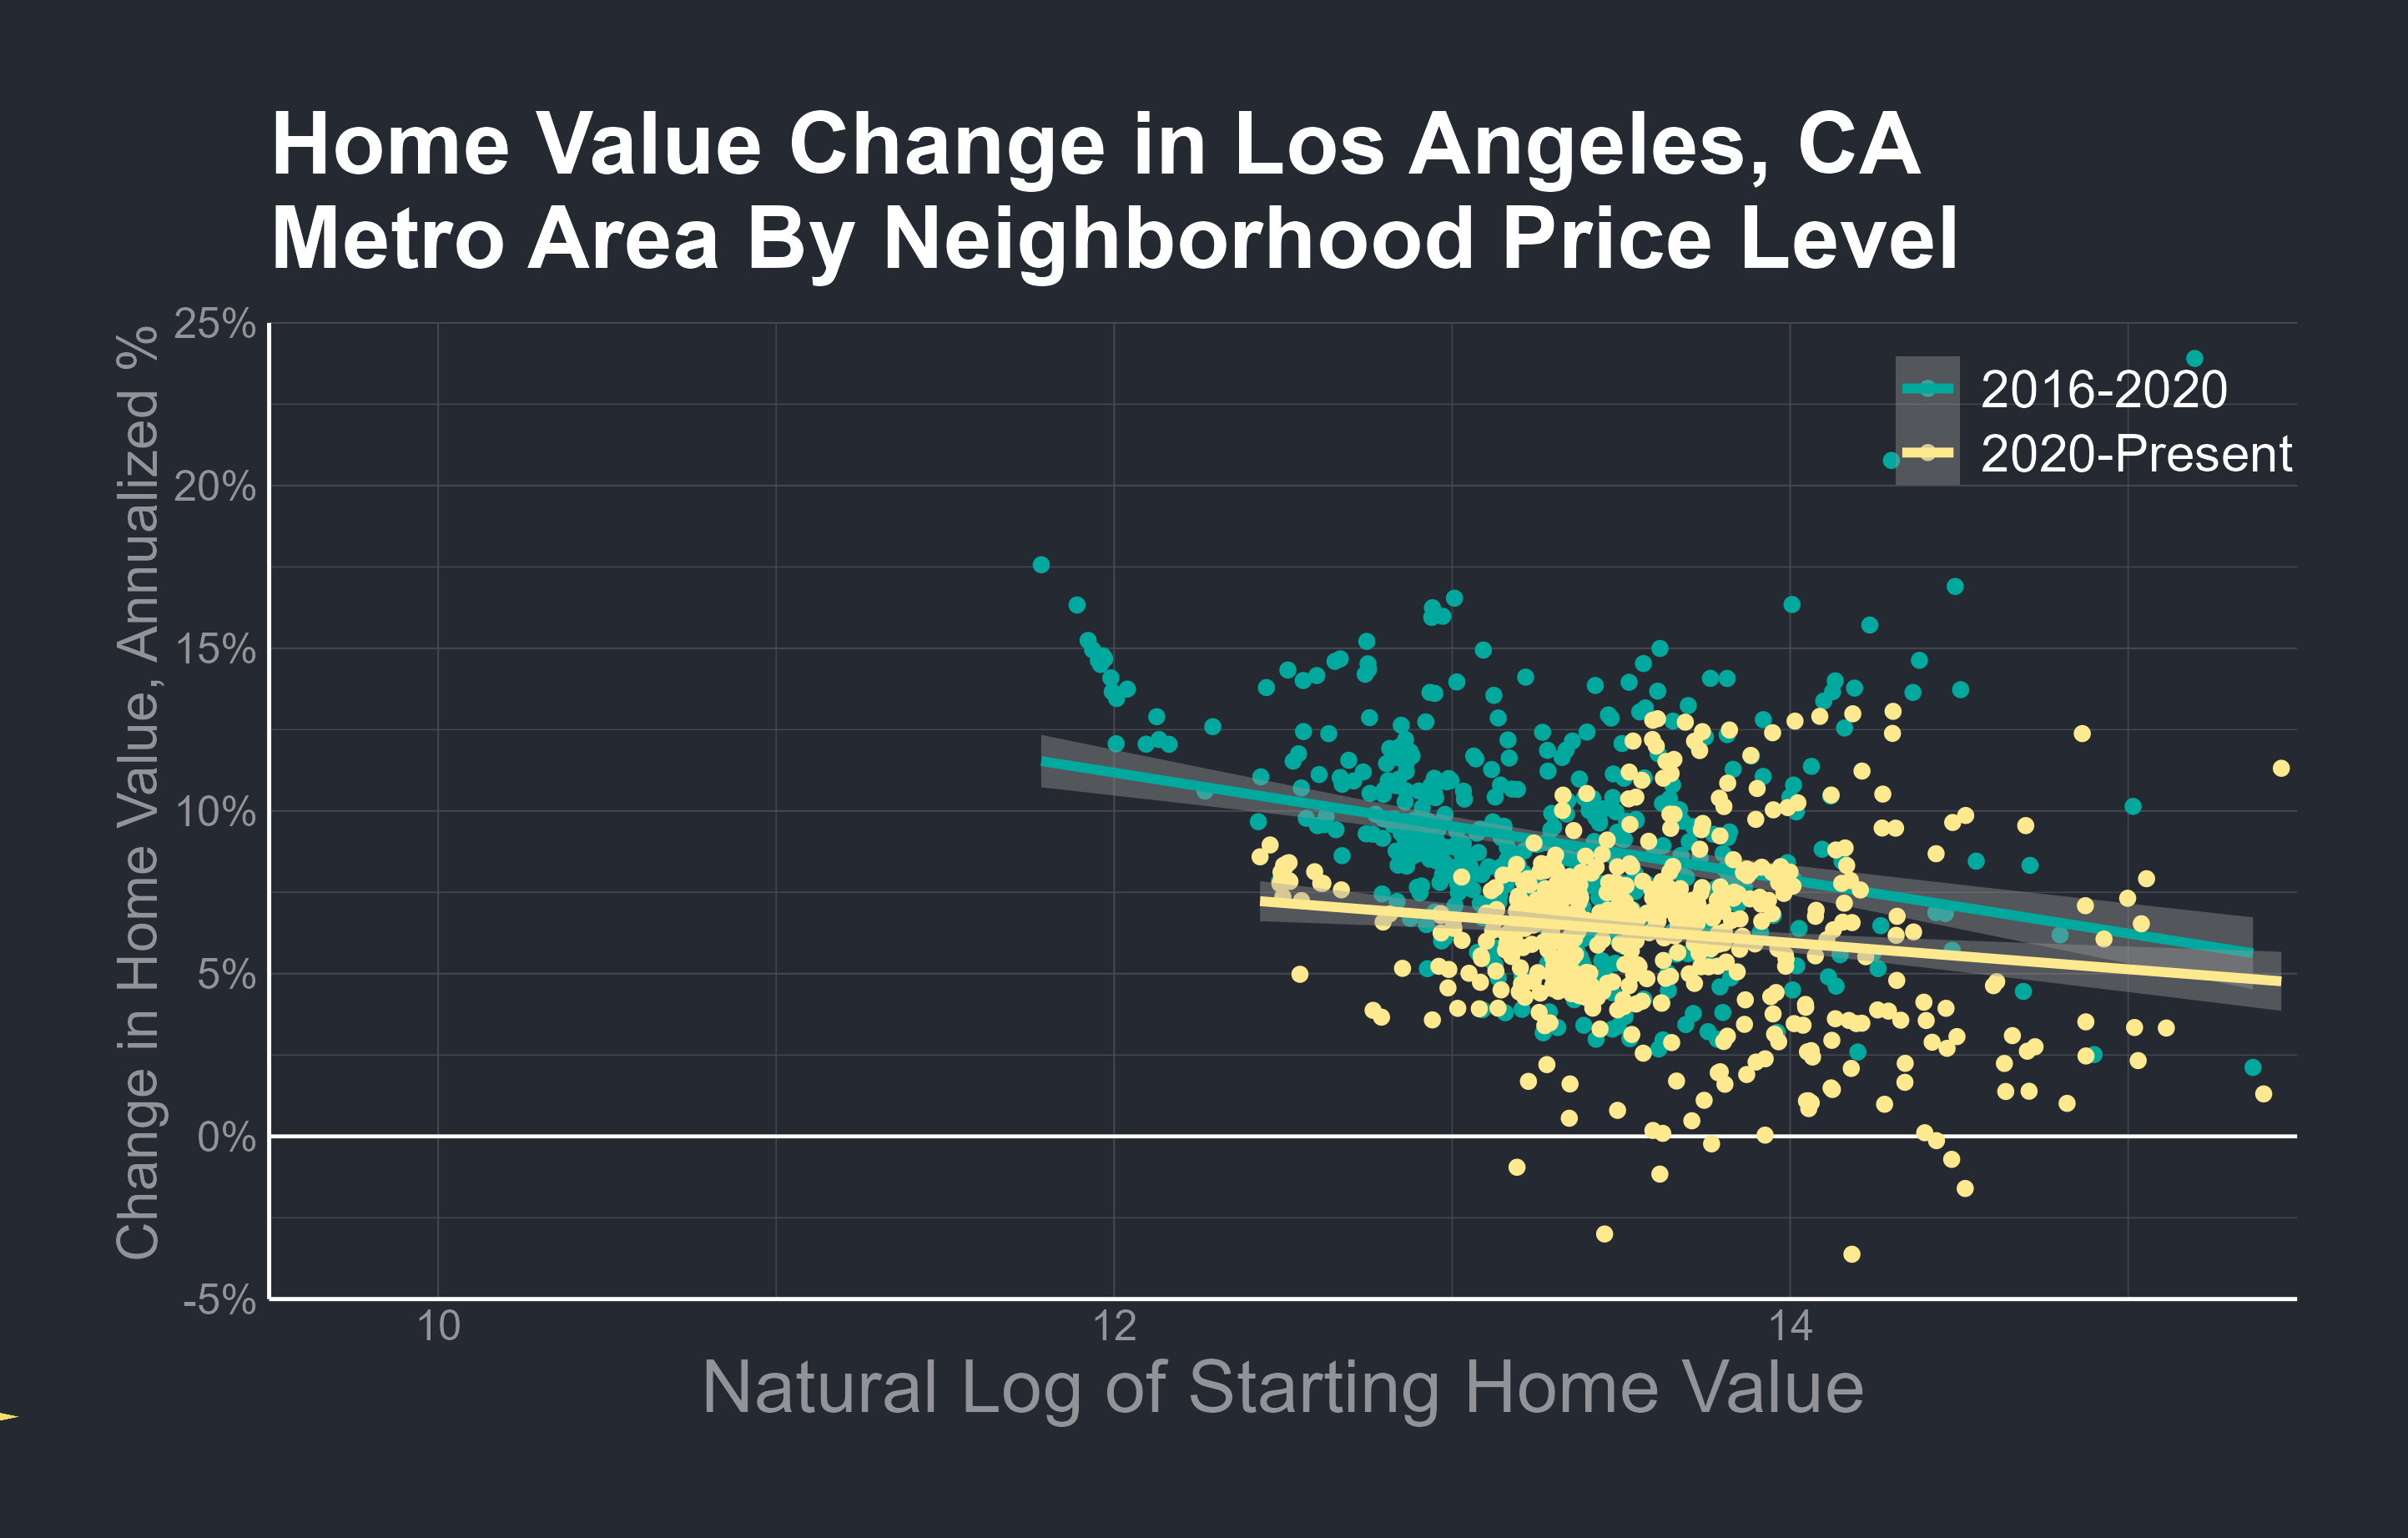 Home Value Change in Los Angeles, CA
Metro Area By Neighborhood Price Level
Change in Home Value, Annualized %
25%
20%
15%
10%
5%
0%
-5%
2016-2020
2020-Present
10
12
14
Natural Log of Starting Home Value